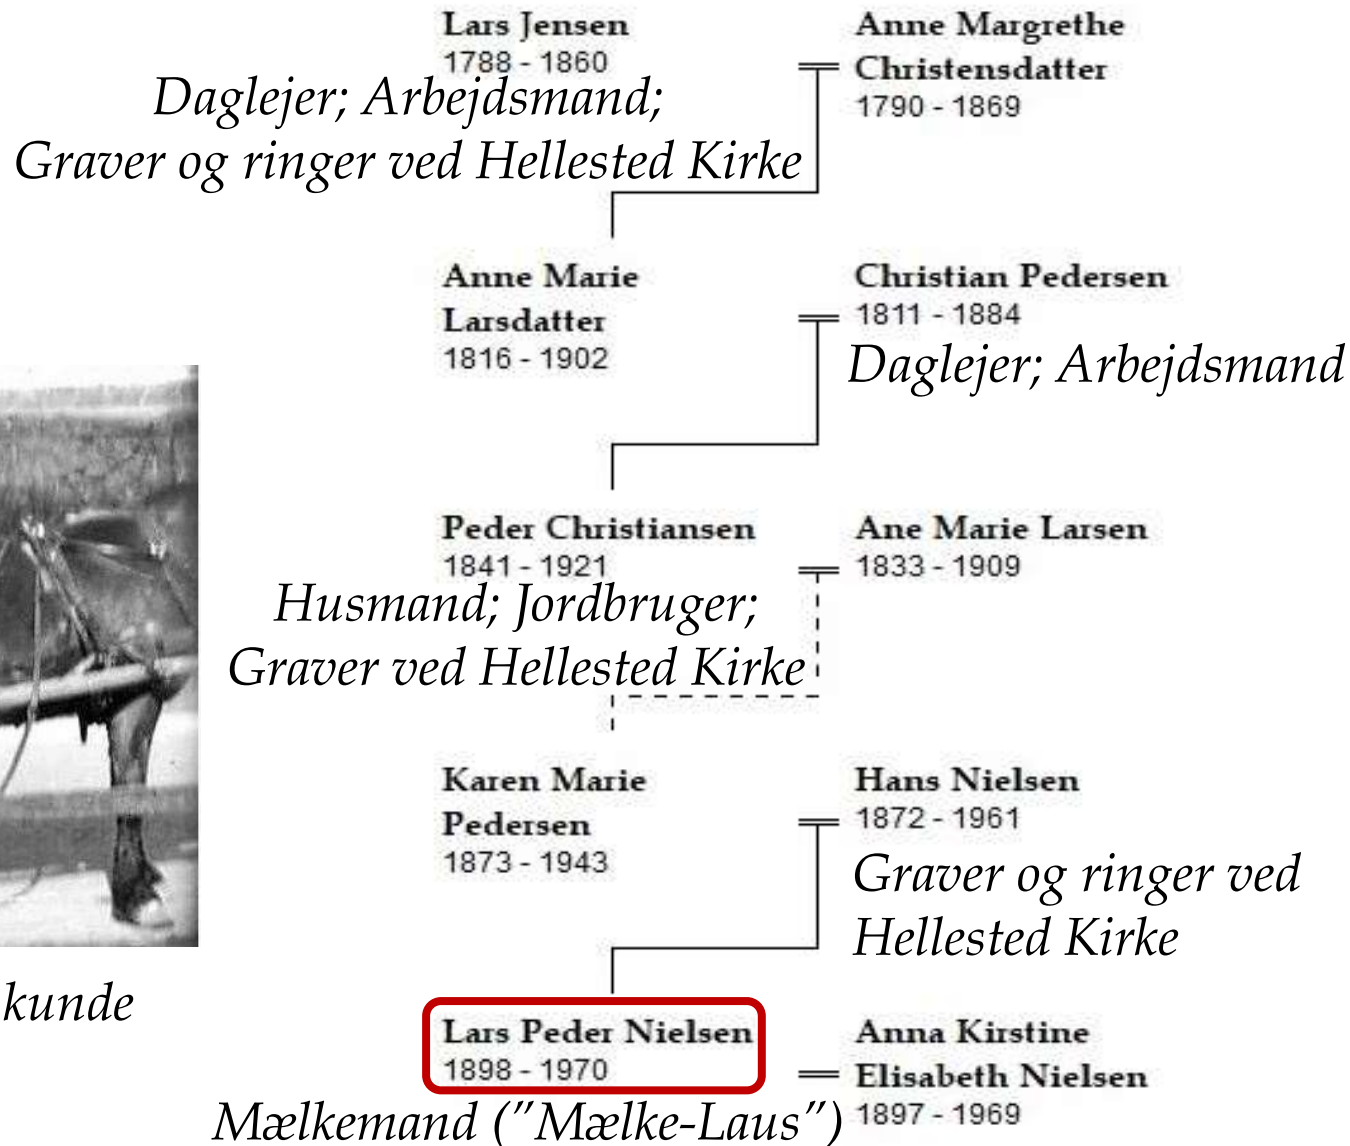 Lars Jensen
1788 - 1860
Anne Margrethe
Christensdatter
1790 - 1869
Daglejer; Arbejdsmand;
Graver og ringer ved Hellested Kirke
Anne Marie
Larsdatter
1816 - 1902
Christian Pedersen
1811 - 1884
Daglejer; Arbejdsmand
Peder Christiansen
1841 - 1921
Ane Marie Larsen
1833 - 1909
Husmand; Jordbruger;
Graver ved Hellested Kirke
Karen Marie
Pedersen
1873 - 1943
Hans Nielsen
1872 - 1961
Graver og ringer ved
Hellested Kirke
kunde
Lars Peder Nielsen
1898 - 1970
Anna Kirstine
Elisabeth Nielsen
1897 - 1969
Mælkemand (”Mælke-Laus”)